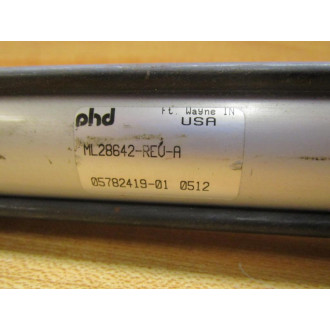 phd Ft. Wayne IN
USA
ML28642-REV-A
05782419-01 0512